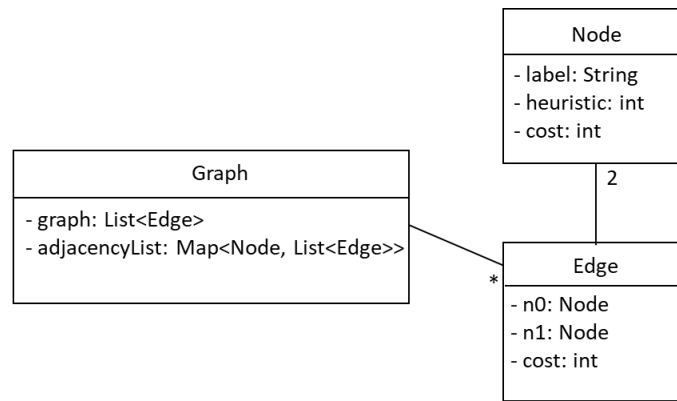 Node
- label: String
- heuristic: int
- cost: int
2
Graph
- graph: List<Edge>
- adjacencyList: Map<Node, List<Edge>>
*
Edge
- n0: Node
- n1: Node
- cost: int